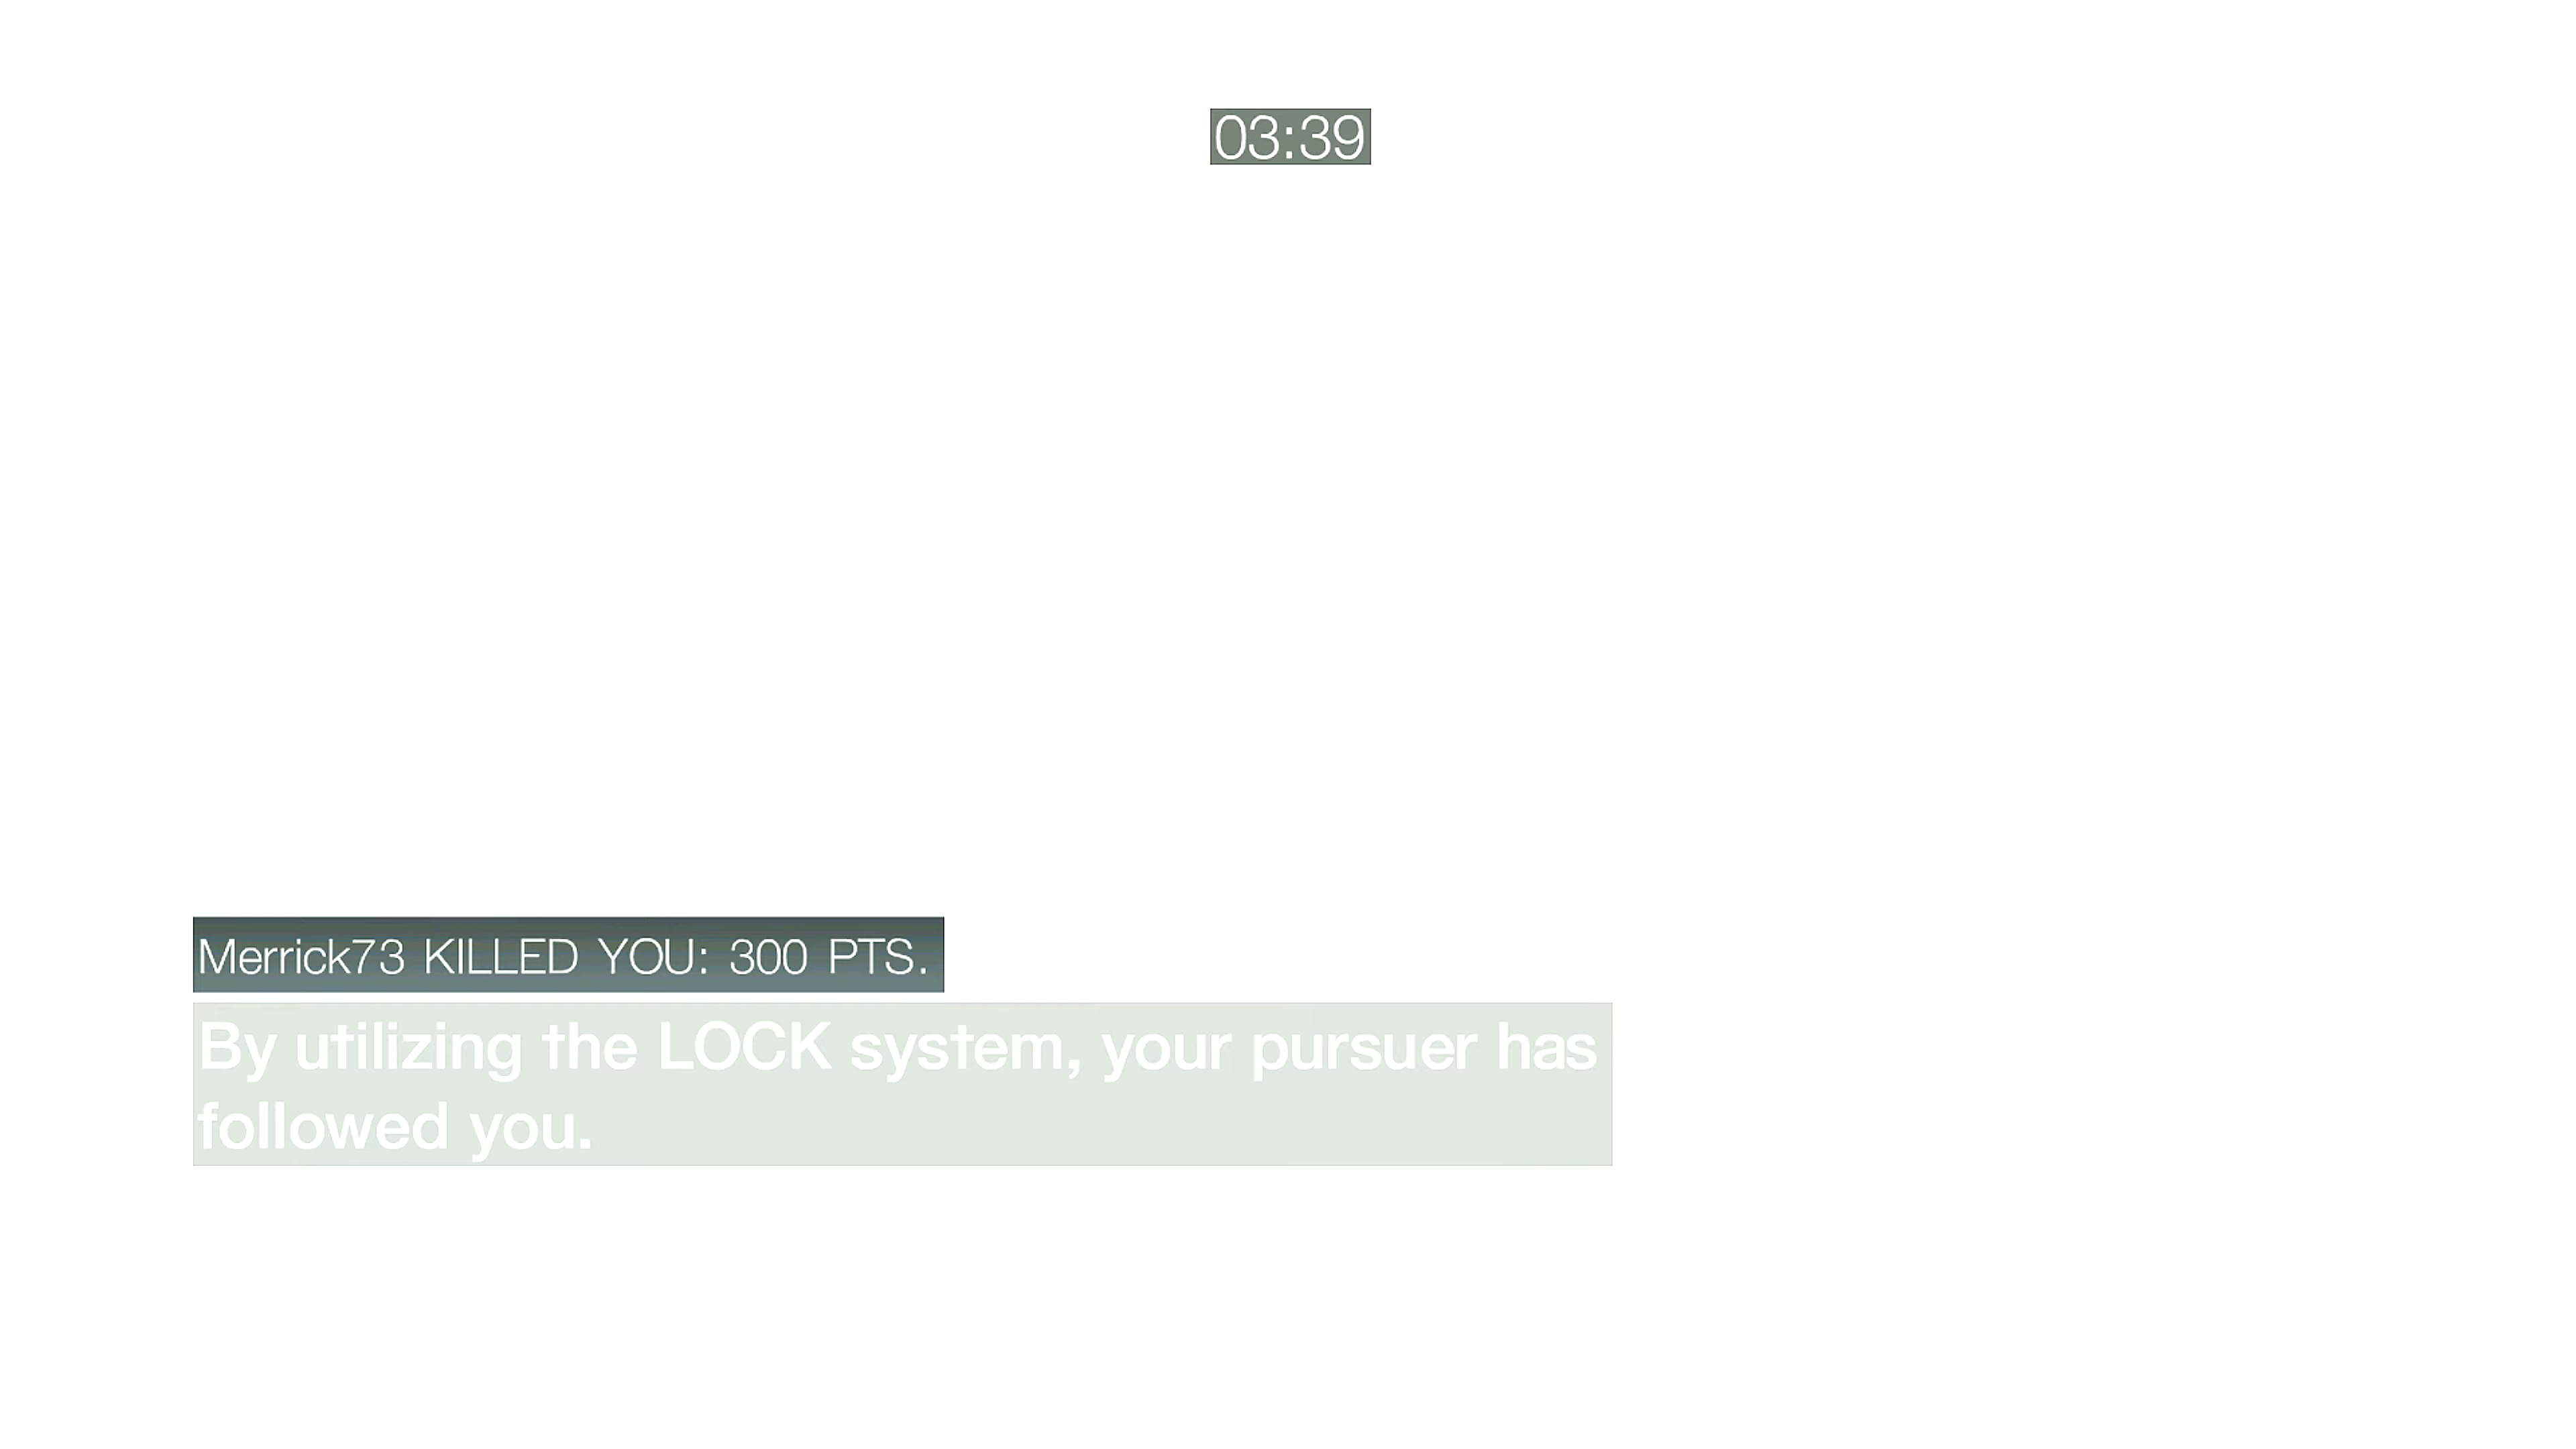 03:39
Merrick73 KILLED YOU: 300 PTS.
By utilizing the LOCK system, your pursuer has
followed you.